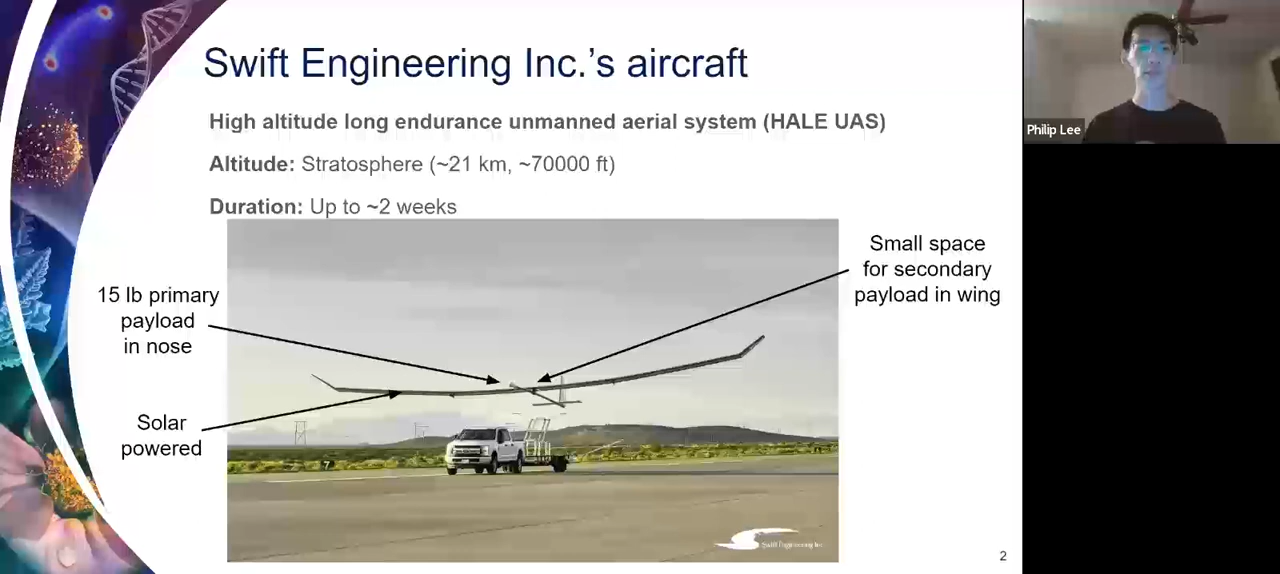 Swift Engineering Inc.'s aircraft
High altitude long endurance unmanned aerial system (HALE UAS)
Altitude: Stratosphere (~21 km, ~70000 ft)
Duration: Up to ~2 weeks
Small space
for secondary
payload in wing
15 lb primary
payload
in nose
Solar
powered
Swift Engineering Inc.
2
Philip Lee